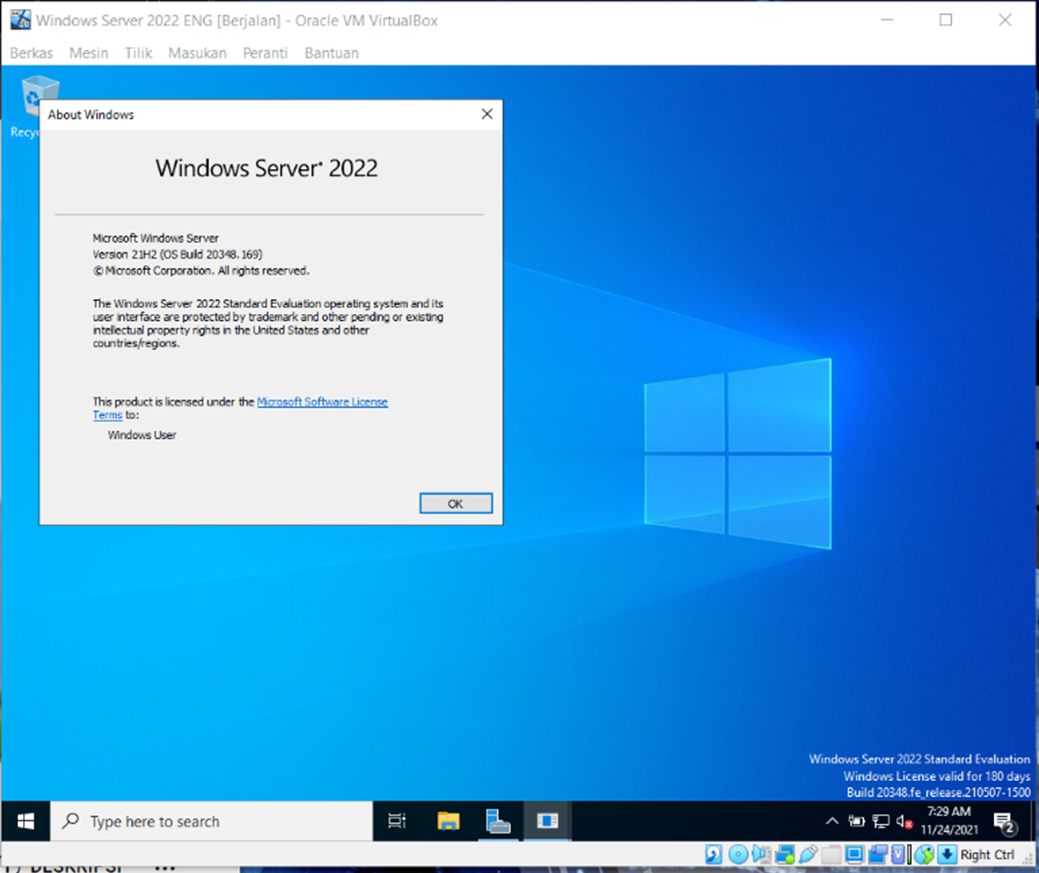 Windows Server 2022 ENG [Berjalan] - Oracle VM VirtualBox
Berkas Mesin Tilik Masukan Peranti Bantuan
Recy
About Windows
Windows Server® 2022
Microsoft Windows Server
Version 21H2 (OS Build 20348.169)
© Microsoft Corporation. All rights reserved.
The Windows Server 2022 Standard Evaluation operating system and its
user interface are protected by trademark and other pending or existing
intellectual property rights in the United States and other
countries/regions.
This product is licensed under the Microsoft Software License
Terms to:
Windows User
OK
Windows Server 2022 Standard Evaluation
Windows License valid for 180 days
Build 20348.fe_release.210507-1500
Type here to search
7:29 AM
11/24/2021
2
Right Ctrl